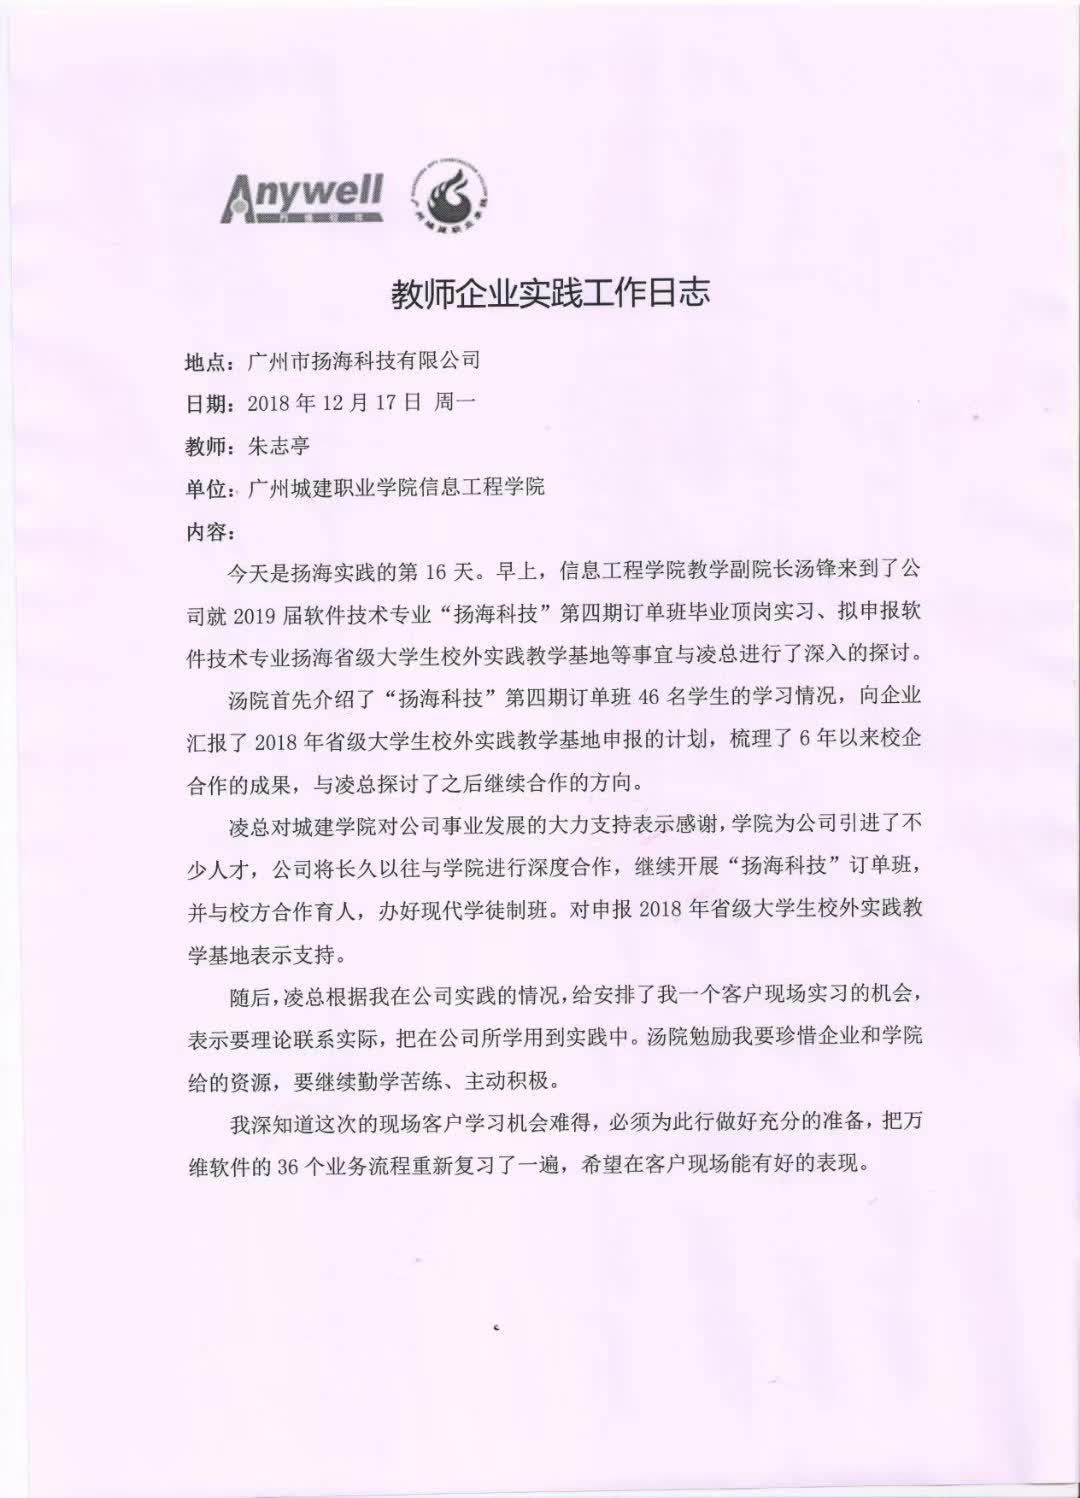 Anywell
广州城建职业学院
教师企业实践工作日志
地点：广州市扬海科技有限公司
日期：2018 年 12 月 17 日 周一
教师：朱志亭
单位：广州城建职业学院信息工程学院
内容：
今天是扬海实践的第 16 天。早上，信息工程学院教学副院长汤锋来到了公
司就 2019 届软件技术专业“扬海科技”第四期订单班毕业顶岗实习、拟申报软
件技术专业扬海省级大学生校外实践教学基地等事宜与凌总进行了深入的探讨。
汤院首先介绍了“扬海科技”第四期订单班 46 名学生的学习情况，向企业
汇报了 2018 年省级大学生校外实践教学基地申报的计划，梳理了 6 年以来校企
合作的成果，与凌总探讨了之后继续合作的方向。
凌总对城建学院对公司事业发展的大力支持表示感谢，学院为公司引进了不
少人才，公司将长久以往与学院进行深度合作，继续开展“扬海科技”订单班，
并与校方合作育人，办好现代学徒制班。对申报 2018 年省级大学生校外实践教
学基地表示支持。
随后，凌总根据我在公司实践的情况，给安排了我一个客户现场实习的机会，
表示要理论联系实际，把在公司所学用到实践中。汤院勉励我要珍惜企业和学院
给的资源，要继续勤学苦练、主动积极。
我深知道这次的现场客户学习机会难得，必须为此行做好充分的准备，把万
维软件的 36 个业务流程重新复习了一遍，希望在客户现场能有好的表现。